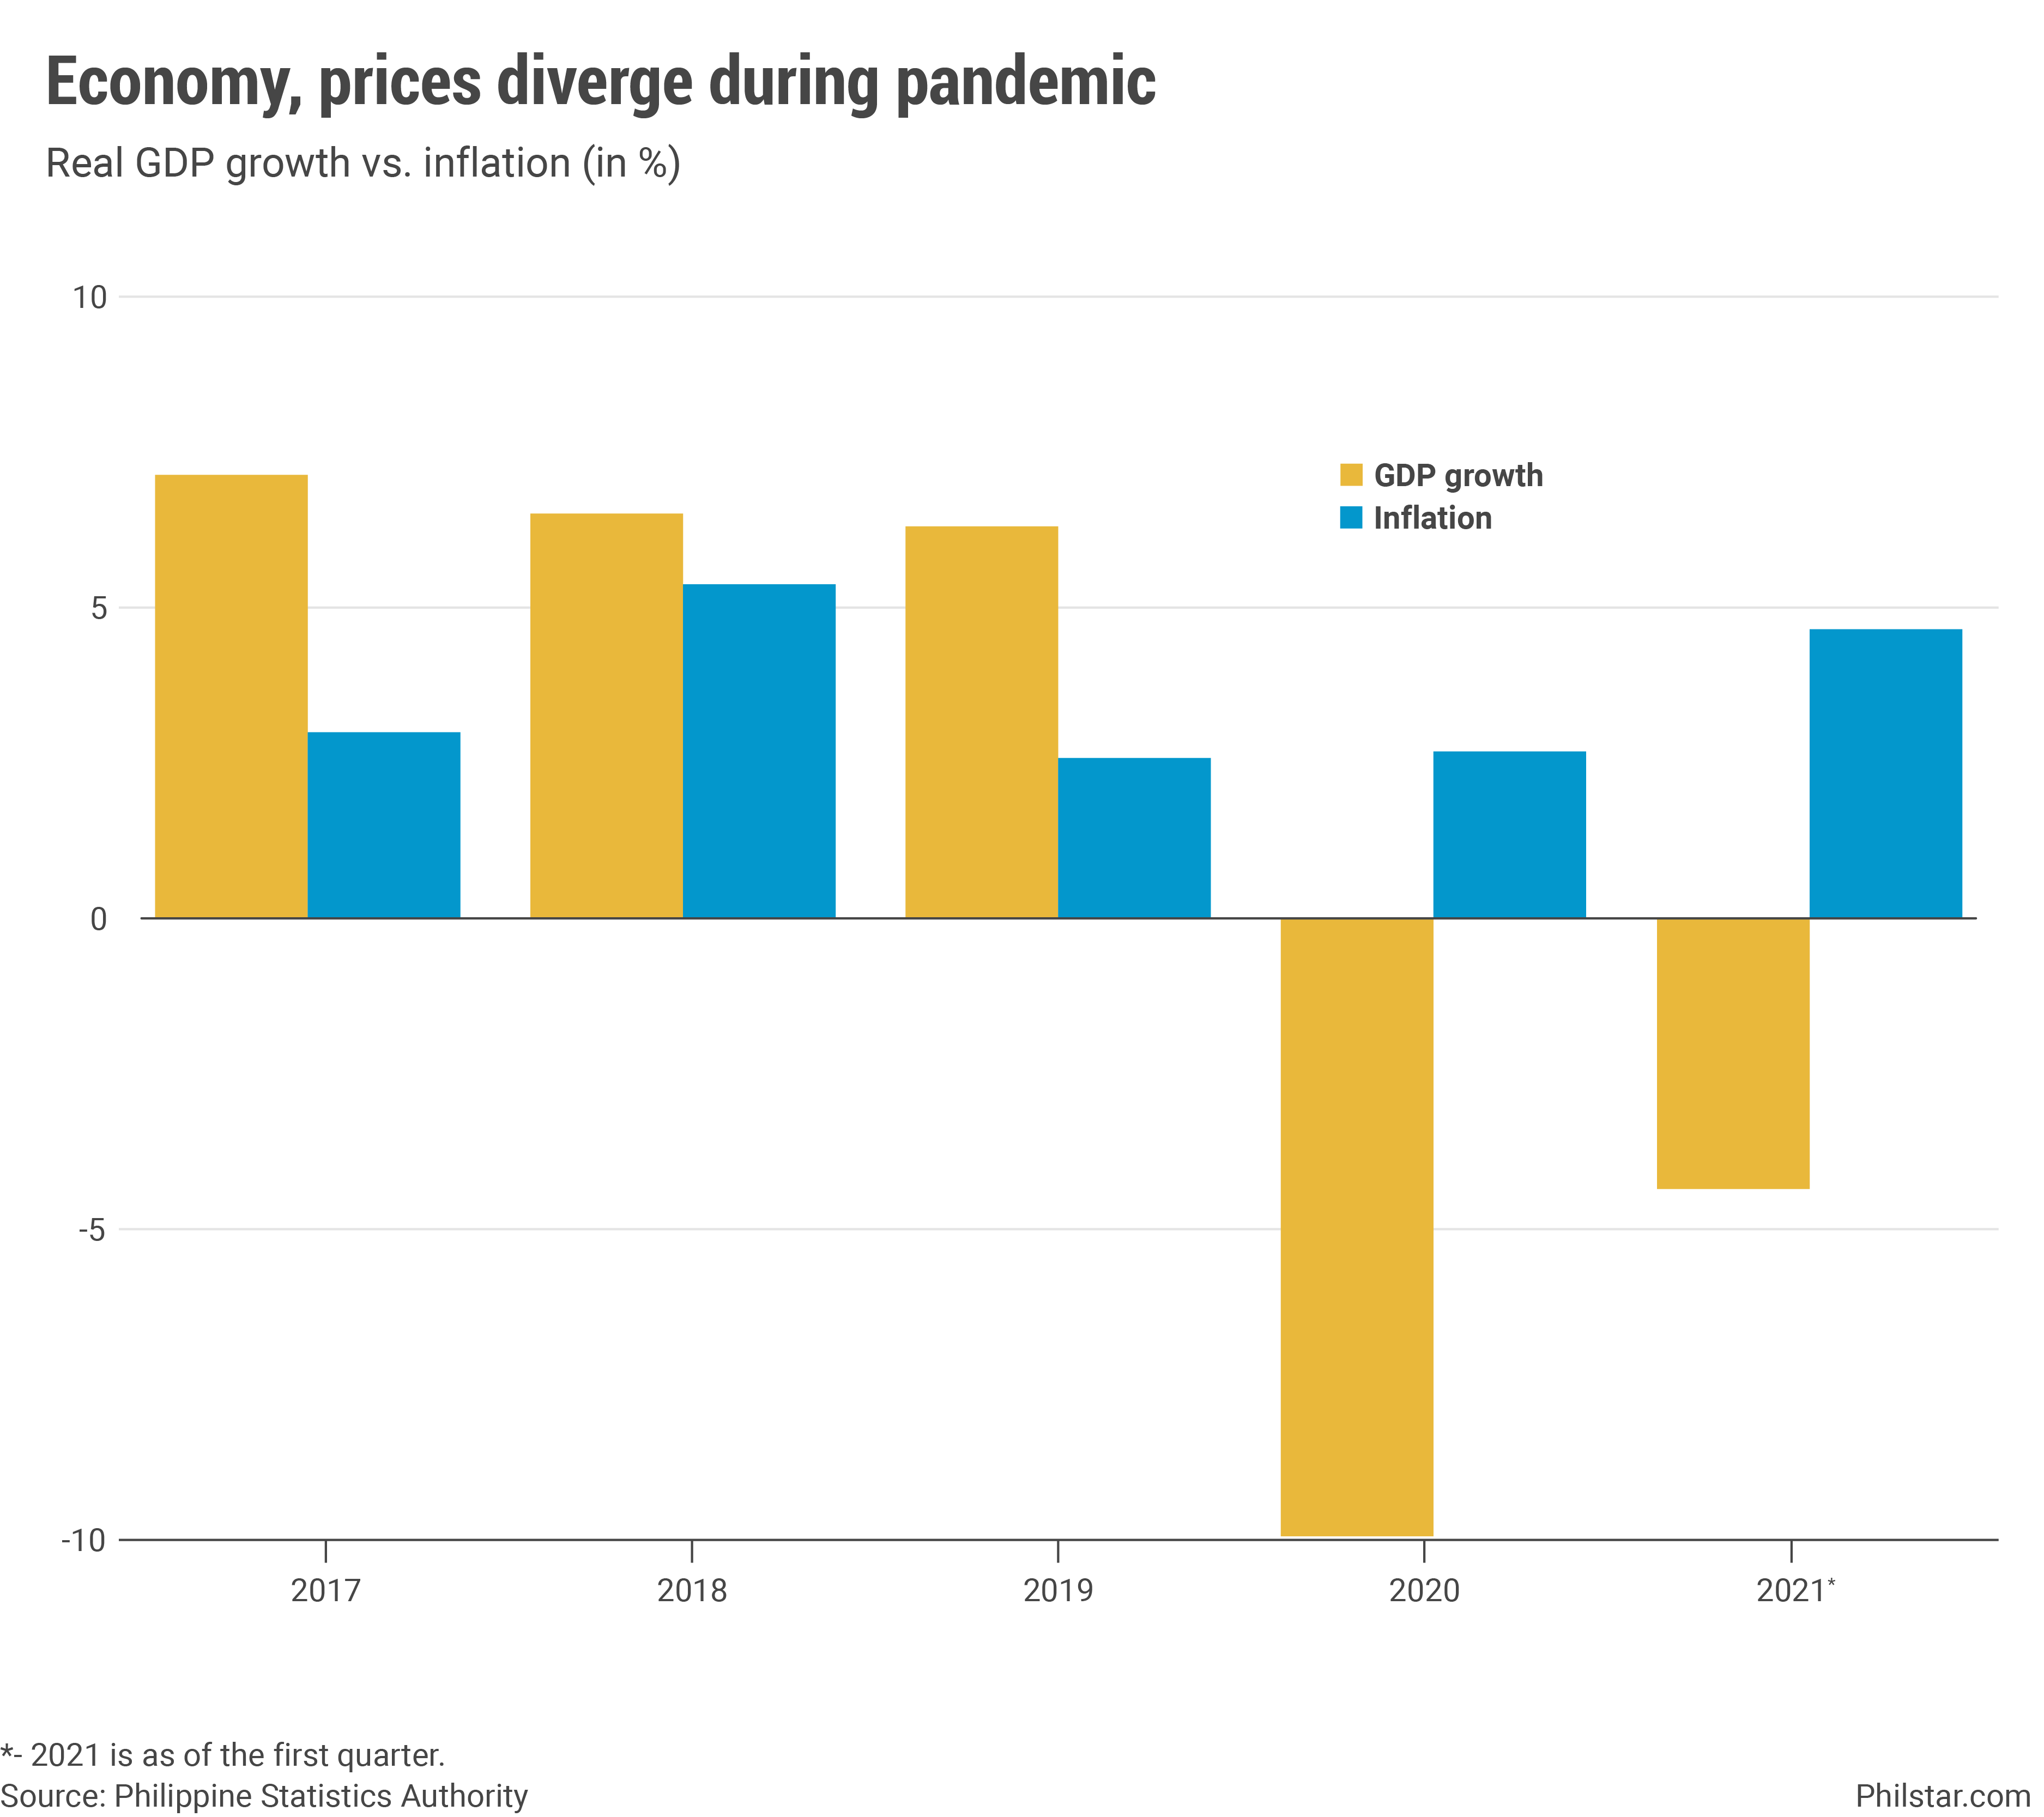 Economy, prices diverge during pandemic
Real GDP growth vs. inflation (in %)
10
GDP growth
Inflation
5
0
-5
-10
2017 2018 2019 2020 2021*
*- 2021 is as of the first quarter.
Source: Philippine Statistics Authority
Philstar.com